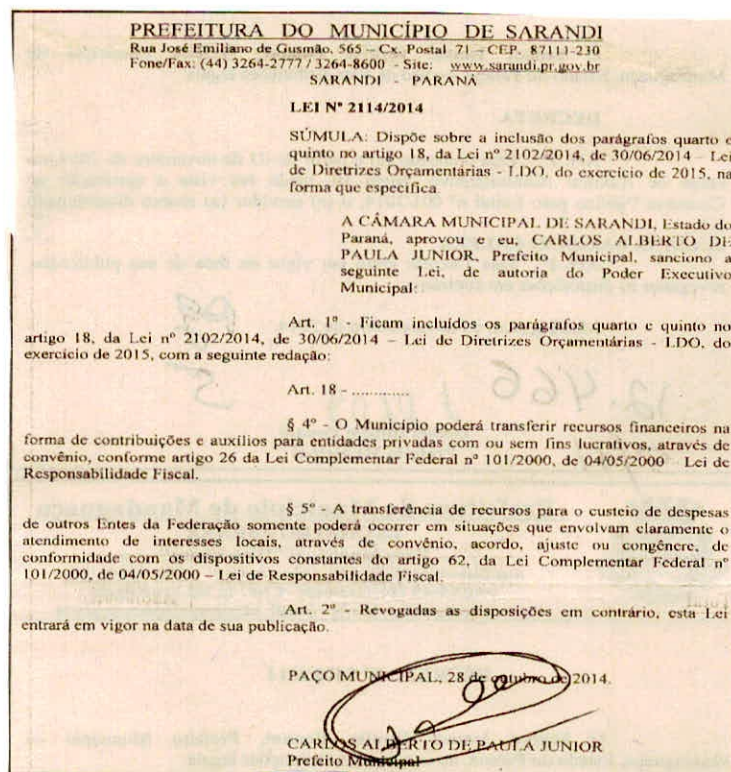 PREFEITURA DO MUNICÍPIO DE SARANDI
Rua José Emiliano de Gusmão, 565 – Cx. Postal 71 – CEP. 87111-230
Fone/Fax: (44) 3264-2777 / 3264-8600 - Site: www.sarandi.pr.gov.br
SARANDI - PARANÁ
LEI Nº 2114/2014
SÚMULA: Dispõe sobre a inclusão dos parágrafos quarto e
quinto no artigo 18, da Lei nº 2102/2014, de 30/06/2014 – Lei
de Diretrizes Orçamentárias - LDO, do exercício de 2015, na
forma que especifica.
A CÂMARA MUNICIPAL DE SARANDI, Estado do
Paraná, aprovou e eu, CARLOS ALBERTO DE
PAULA JUNIOR, Prefeito Municipal, sanciono a
seguinte Lei, de autoria do Poder Executivo
Municipal:
Art. 1º - Ficam incluídos os parágrafos quarto e quinto no
artigo 18, da Lei nº 2102/2014, de 30/06/2014 – Lei de Diretrizes Orçamentárias - LDO, do
exercício de 2015, com a seguinte redação:
Art. 18 - .............
§ 4º - O Município poderá transferir recursos financeiros na
forma de contribuições e auxílios para entidades privadas com ou sem fins lucrativos, através de
convênio, conforme artigo 26 da Lei Complementar Federal nº 101/2000, de 04/05/2000 – Lei de
Responsabilidade Fiscal.
§ 5º - A transferência de recursos para o custeio de despesas
de outros Entes da Federação somente poderá ocorrer em situações que envolvam claramente o
atendimento de interesses locais, através de convênio, acordo, ajuste ou congênere, de
conformidade com os dispositivos constantes do artigo 62, da Lei Complementar Federal nº
101/2000, de 04/05/2000 – Lei de Responsabilidade Fiscal.
Art. 2º - Revogadas as disposições em contrário, esta Lei
entrará em vigor na data de sua publicação.
PAÇO MUNICIPAL, 28 de outubro de 2014.
CARLOS ALBERTO DE PAULA JUNIOR
Prefeito Municipal